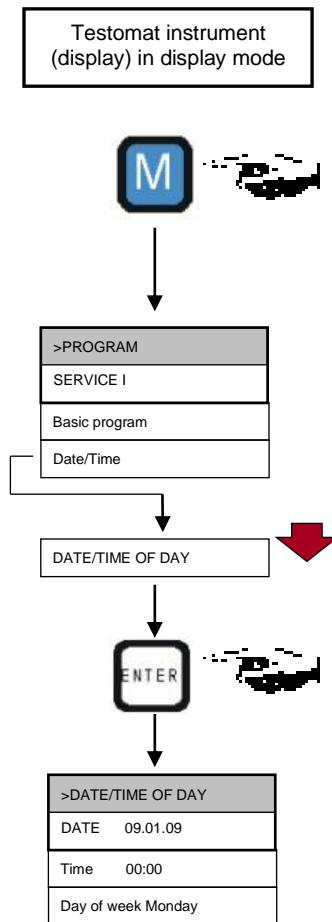 Testomat instrument
(display) in display mode
M
>PROGRAM
SERVICE I
Basic program
Date/Time
DATE/TIME OF DAY
ENTER
>DATE/TIME OF DAY
DATE 09.01.09
Time 00:00
Day of week Monday